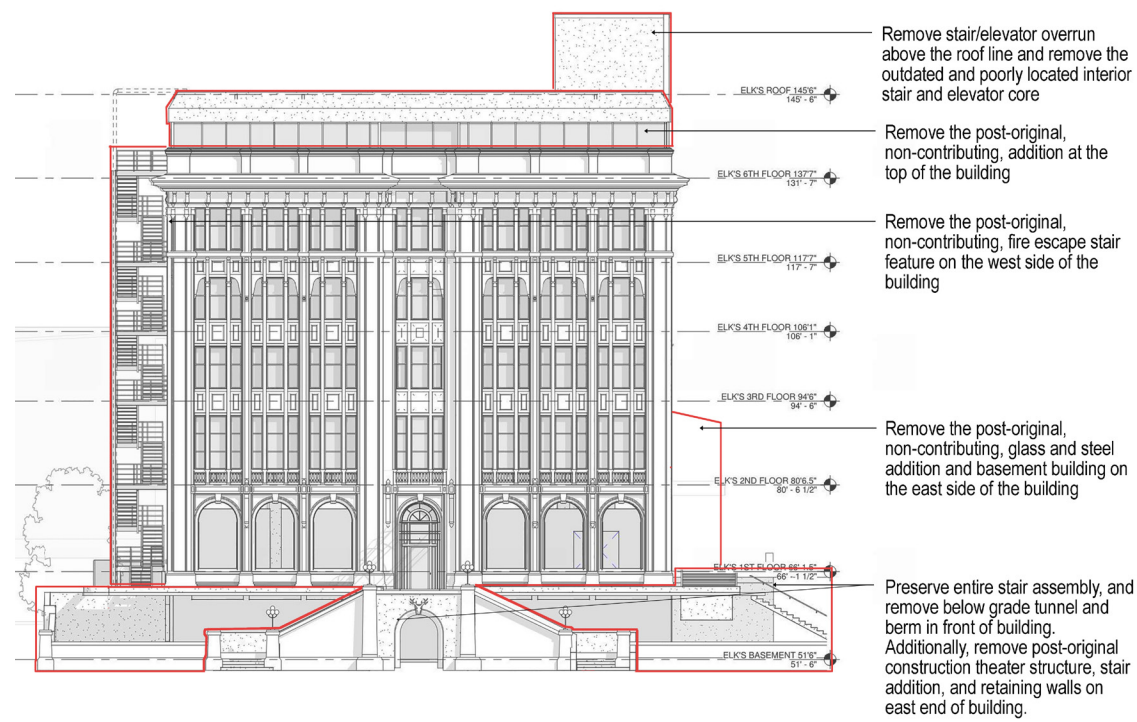 Remove stair/elevator overrun
above the roof line and remove the
outdated and poorly located interior
stair and elevator core
ELK'S ROOF 145'6"
145' - 6"
Remove the post-original,
non-contributing, addition at the
top of the building
ELK'S 6TH FLOOR 137'7"
131' - 7"
Remove the post-original,
non-contributing, fire escape stair
feature on the west side of the
building
ELK'S 5TH FLOOR 117'7"
117' - 7"
ELK'S 4TH FLOOR 106'1"
106' - 1"
ELK'S 3RD FLOOR 94'6"
94' - 6"
Remove the post-original,
non-contributing, glass and steel
addition and basement building on
the east side of the building
ELK'S 2ND FLOOR 80'6.5"
80' - 6 1/2"
ELK'S 1ST FLOOR 66' 1.5"
66' - 1 1/2"
Preserve entire stair assembly, and
remove below grade tunnel and
berm in front of building.
Additionally, remove post-original
construction theater structure, stair
addition, and retaining walls on
east end of building.
ELK'S BASEMENT 51'6"
51' - 6"